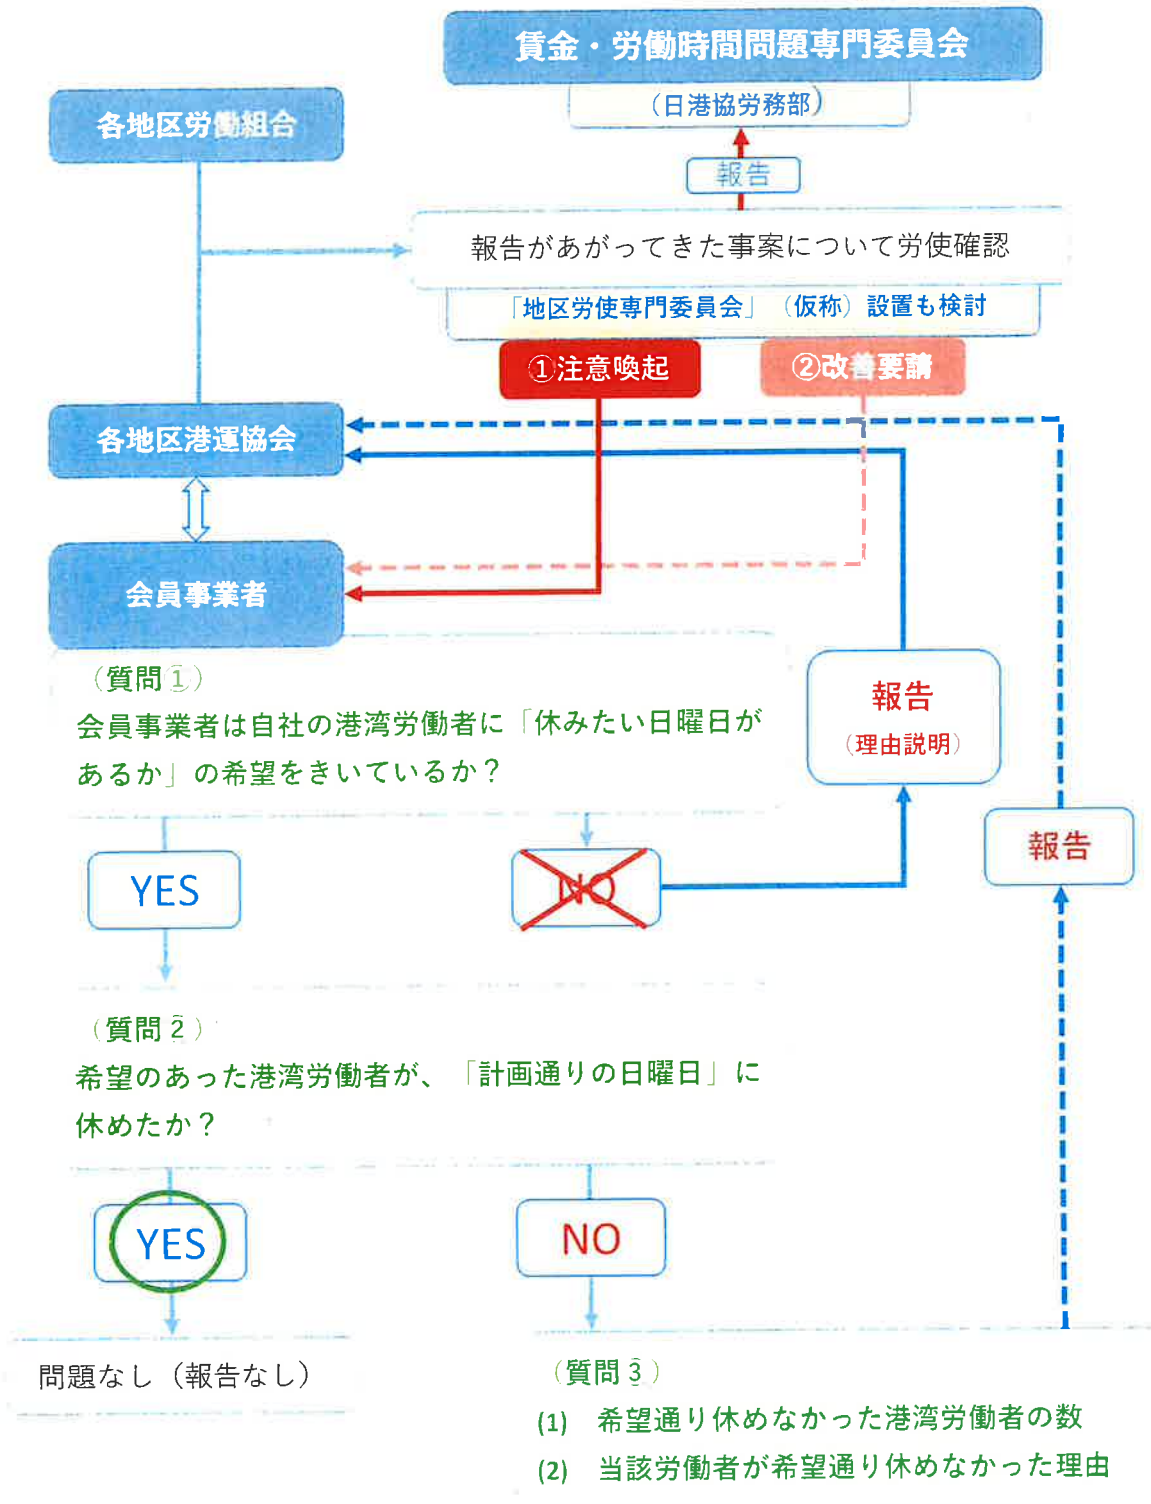 賃金・労働時間問題専門委員会
（日港協労務部）
各地区労働組合
報告
報告があがってきた事案について労使確認
「地区労使専門委員会」（仮称）設置も検討
①注意喚起
②改善要請
各地区港運協会
会員事業者
（質問①）
会員事業者は自社の港湾労働者に「休みたい日曜日が
あるか」の希望をきいているか？
報告
（理由説明）
報告
YES
NO
（質問2）
希望のあった港湾労働者が、「計画通りの日曜日」に
休めたか？
YES
NO
問題なし（報告なし）
（質問3）
(1) 希望通り休めなかった港湾労働者の数
(2) 当該労働者が希望通り休めなかった理由